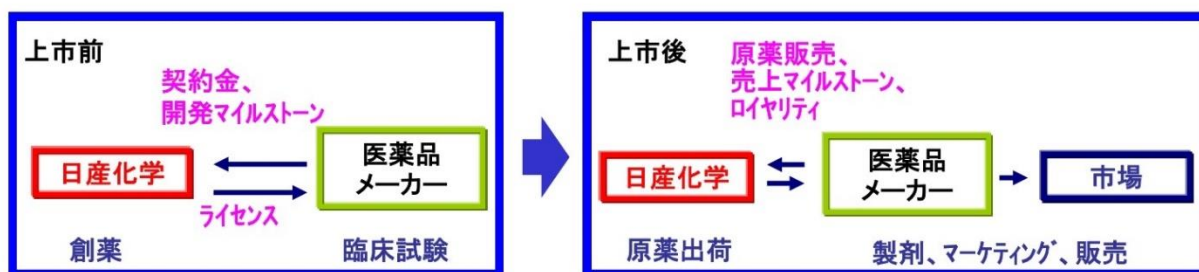 上市前
契約金、
開発マイルストーン
日産化学
医薬品
メーカー
ライセンス
創薬
臨床試験
上市後
原薬販売、
売上マイルストーン、
ロイヤリティ
日産化学
医薬品
メーカー
市場
原薬出荷
製剤、マーケティング、販売